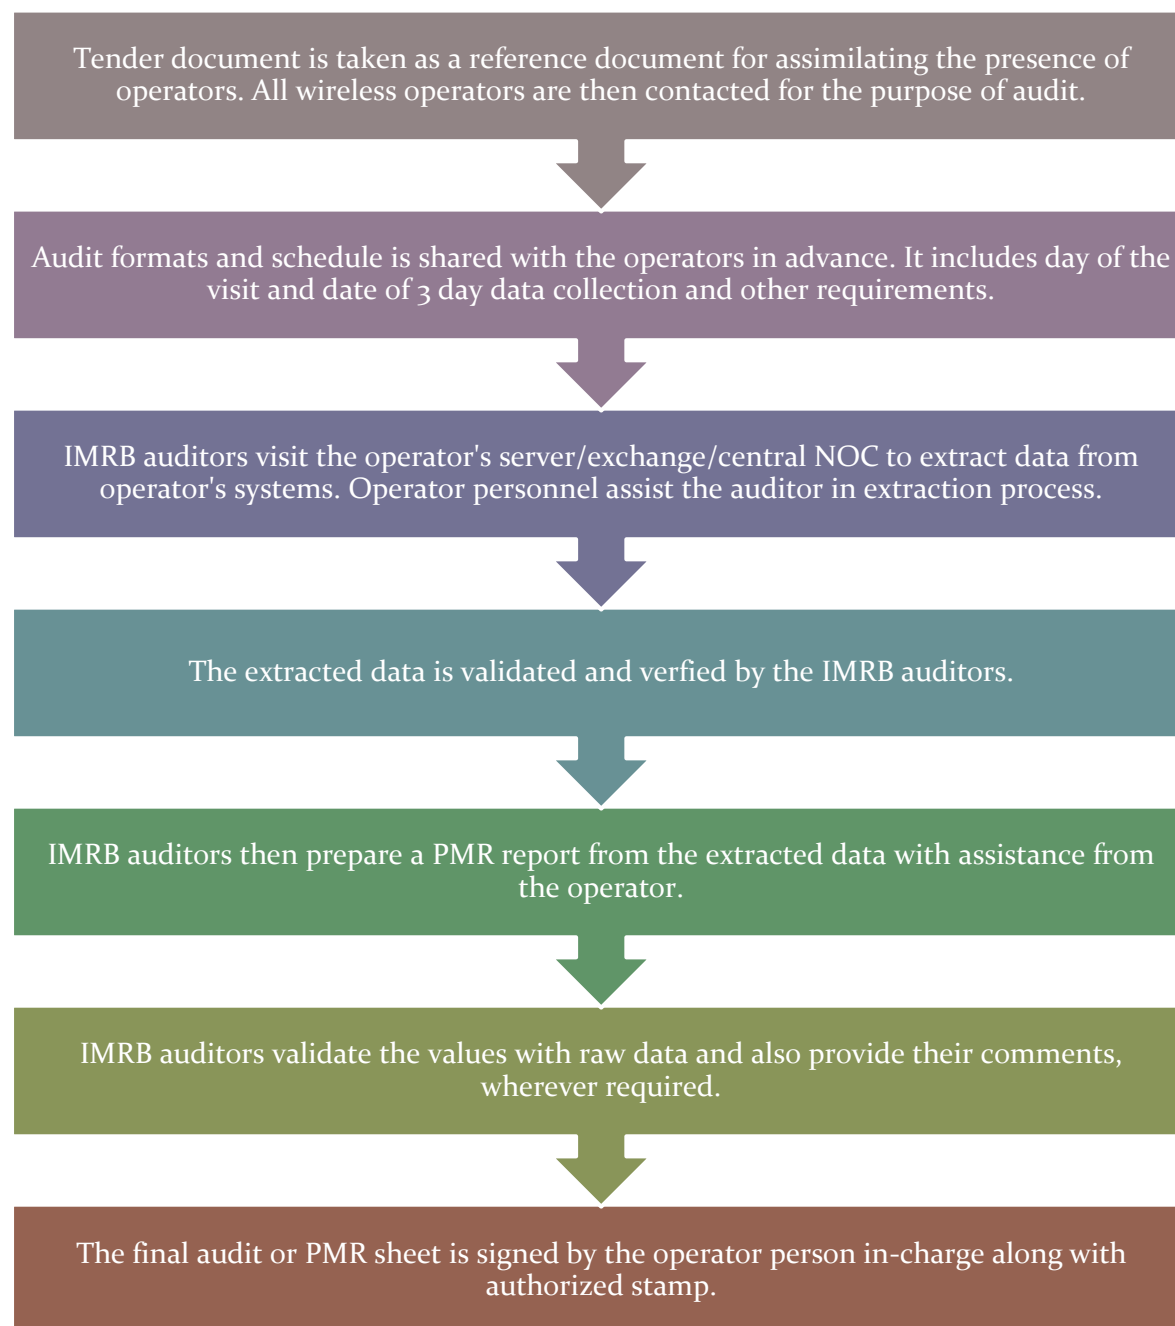 Tender document is taken as a reference document for assimilating the presence of
operators. All wireless operators are then contacted for the purpose of audit.
Audit formats and schedule is shared with the operators in advance. It includes day of the
visit and date of 3 day data collection and other requirements.
IMRB auditors visit the operator's server/exchange/central NOC to extract data from
operator's systems. Operator personnel assist the auditor in extraction process.
The extracted data is validated and verfied by the IMRB auditors.
IMRB auditors then prepare a PMR report from the extracted data with assistance from
the operator.
IMRB auditors validate the values with raw data and also provide their comments,
wherever required.
The final audit or PMR sheet is signed by the operator person in-charge along with
authorized stamp.